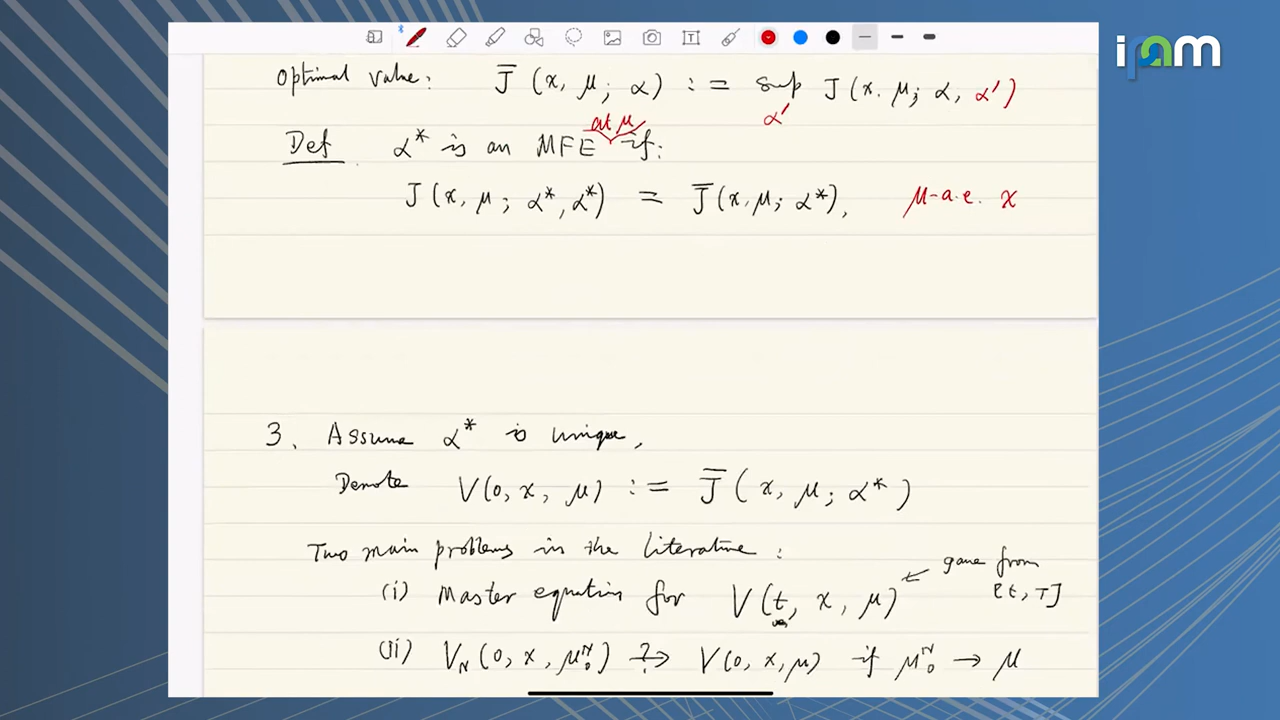 ipam
optimal value: J̄ (x, μ; α) := sup J(x. μ; α, α')
α'
at μ
Def α* is an MFE if:
J(x, μ; α*, α*) = J̄(x, μ; α*), μ-a.e. x
3. Assume α* is unique,
Denote V(0, x, μ) := J̄(x, μ; α*)
Two main problems in the literature:
(i) Master equation for V(t, x, μ) ← game from [t, T]
(ii) V_N(0, x, μ_0^N) →? V(0, x, μ) if μ_0^N → μ